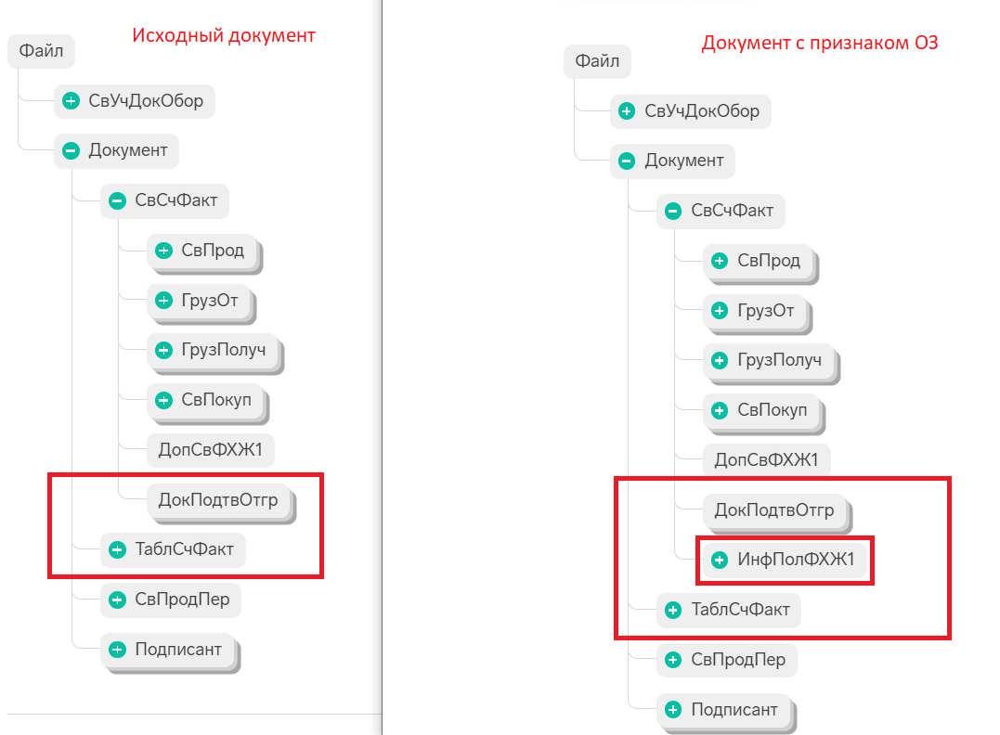 Исходный документ
Файл
СвУчДокОбор
Документ
СвСчФакт
СвПрод
ГрузОт
ГрузПолуч
СвПокуп
ДопСвФХЖ1
ДокПодтвОтгр
ТаблСчФакт
СвПродПер
Подписант
Документ с признаком ОЗ
Файл
СвУчДокОбор
Документ
СвСчФакт
СвПрод
ГрузОт
ГрузПолуч
СвПокуп
ДопСвФХЖ1
ДокПодтвОтгр
ИнфПолФХЖ1
ТаблСчФакт
СвПродПер
Подписант